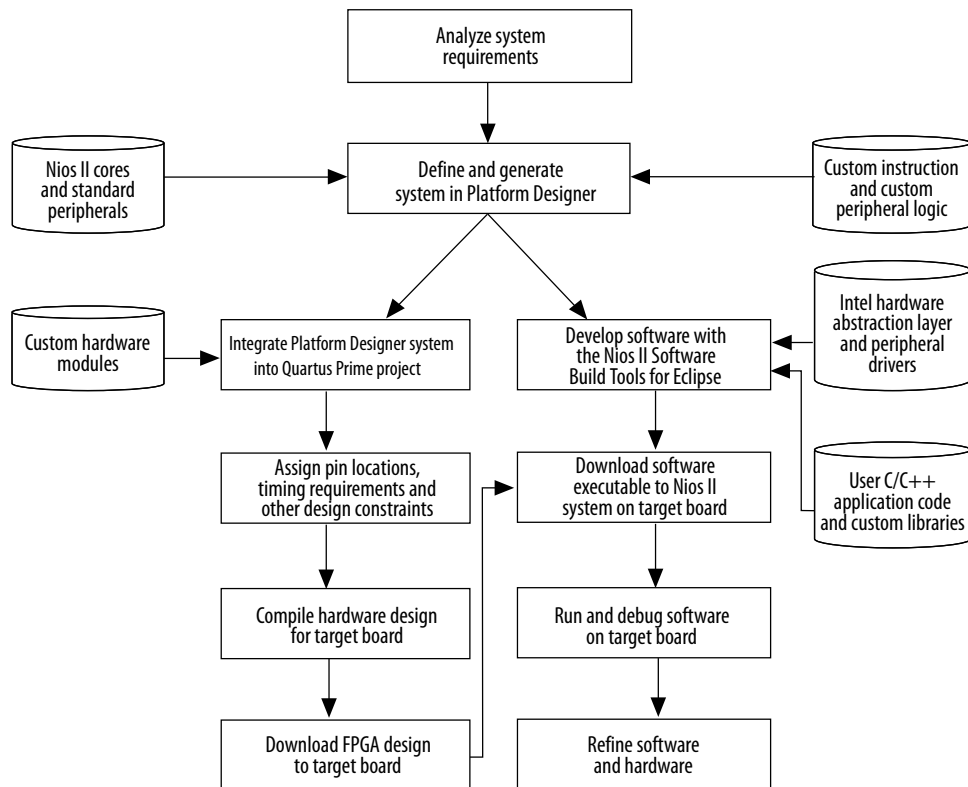 Analyze system
requirements
Nios II cores
and standard
peripherals
Define and generate
system in Platform Designer
Custom instruction
and custom
peripheral logic
Custom hardware
modules
Integrate Platform Designer system
into Quartus Prime project
Develop software with
the Nios II Software
Build Tools for Eclipse
Intel hardware
abstraction layer
and peripheral
drivers
Assign pin locations,
timing requirements and
other design constraints
Download software
executable to Nios II
system on target board
User C/C++
application code
and custom libraries
Compile hardware design
for target board
Run and debug software
on target board
Download FPGA design
to target board
Refine software
and hardware